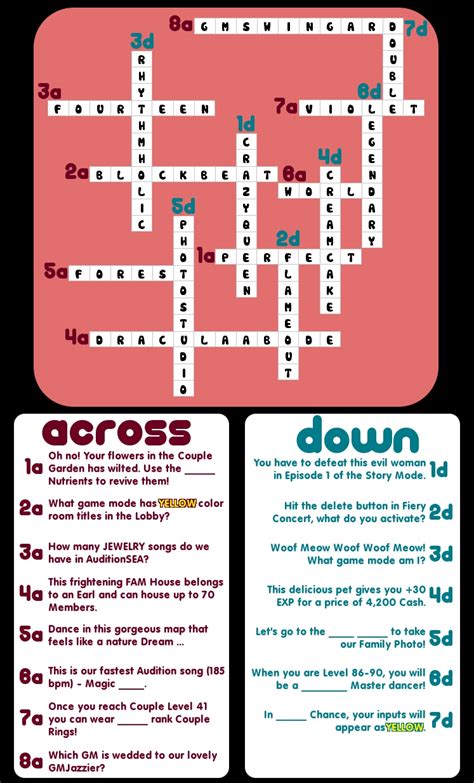 8a GMSWINGARD 7d
3d
3a FOURTEEN
7a VIOLET
6d
1d
2a BLOCKBEAT
6a WORLD
4d
5d
2d
1a PERFECT
5a FOREST
4a DRACULAABODE
RHYTHMHOLIC
DOUBLE
LEGENDARY
CRAZYQUEEN
CREAMCAKE
PHOTOSTUDIO
FLAMEOUT
across
1a Oh no! Your flowers in the Couple
Garden has wilted. Use the _____
Nutrients to revive them!
2a What game mode has YELLOW color
room titles in the Lobby?
3a How many JEWELRY songs do we
have in AuditionSEA?
4a This frightening FAM House belongs
to an Earl and can house up to 70
Members.
5a Dance in this gorgeous map that
feels like a nature Dream ...
6a This is our fastest Audition song (185
bpm) - Magic _____.
7a Once you reach Couple Level 41
you can wear _____ rank Couple
Rings!
8a Which GM is wedded to our lovely
GMJazzier?
down
You have to defeat this evil woman 1d
in Episode 1 of the Story Mode.
Hit the delete button in Fiery 2d
Concert, what do you activate?
Woof Meow Woof Woof Meow! 3d
What game mode am I?
This delicious pet gives you +30 4d
EXP for a price of 4,200 Cash.
Let's go to the _____ _____ to take 5d
our Family Photo!
When you are Level 86-90, you will 6d
be a _____ Master dancer!
In _____ Chance, your inputs will 7d
appear as YELLOW.